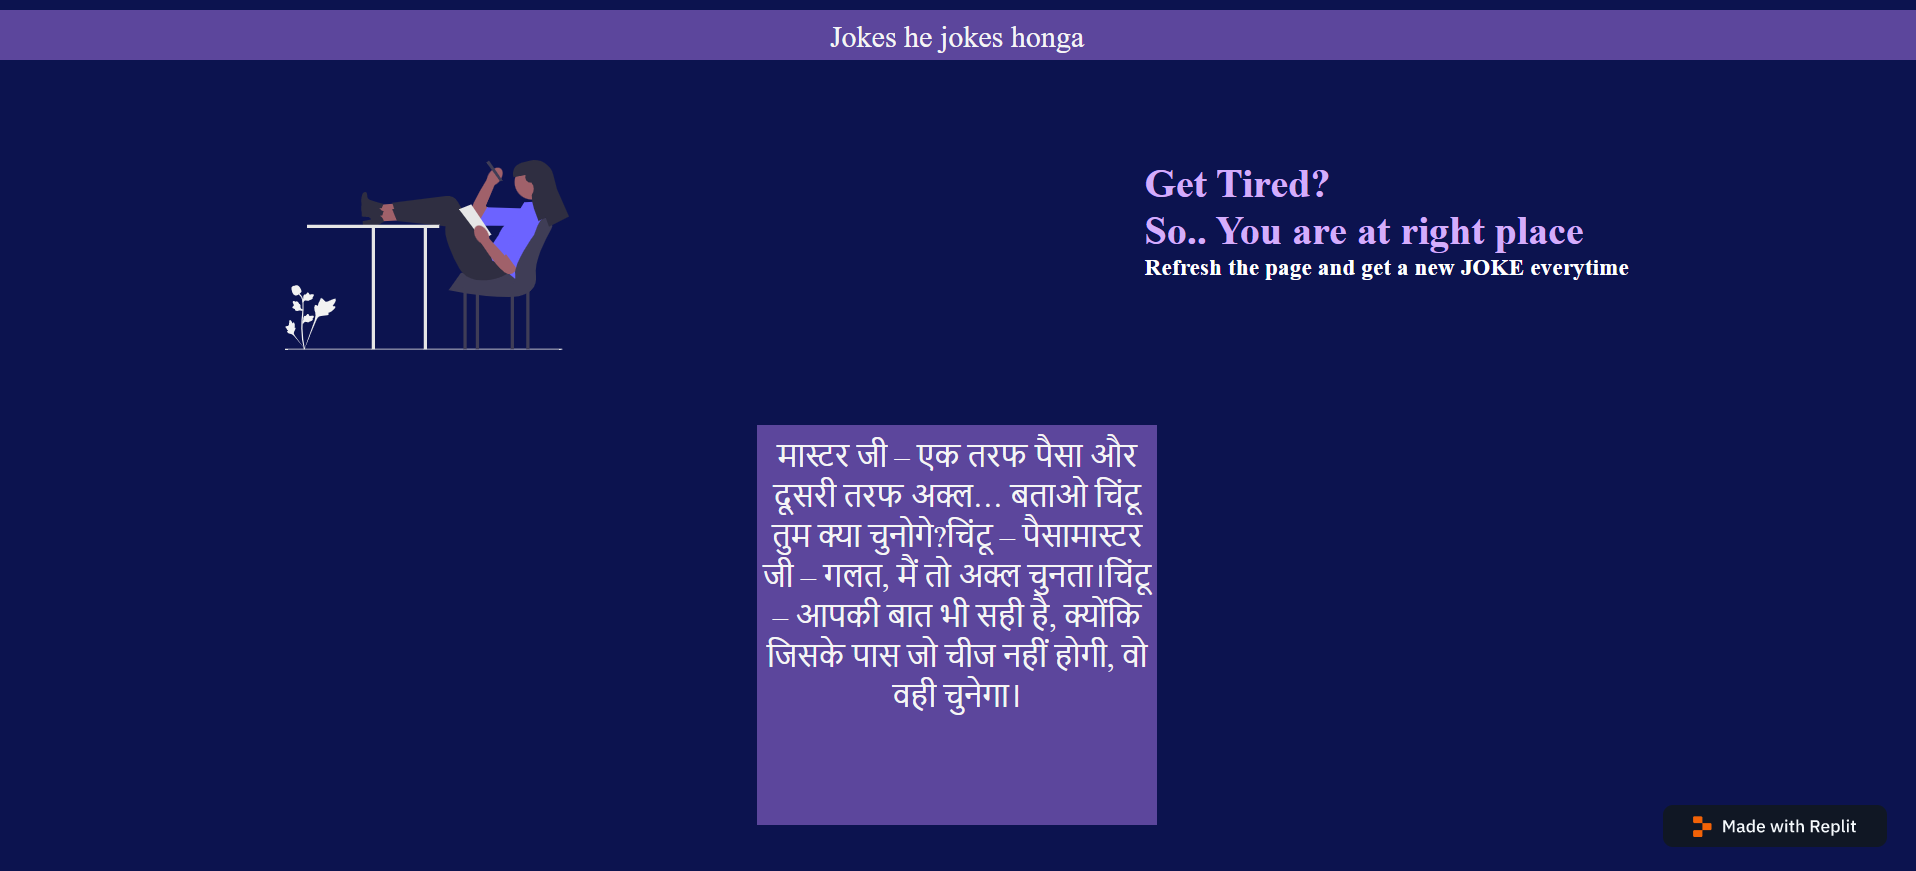 Jokes he jokes honga
Get Tired?
So.. You are at right place
Refresh the page and get a new JOKE everytime
मास्टर जी – एक तरफ पैसा और
दूसरी तरफ अक्ल… बताओ चिंटू
तुम क्या चुनोगे?चिंटू – पैसामास्टर
जी – गलत, मैं तो अक्ल चुनता।चिंटू
– आपकी बात भी सही है, क्योंकि
जिसके पास जो चीज नहीं होगी, वो
वही चुनेगा।
Made with Replit